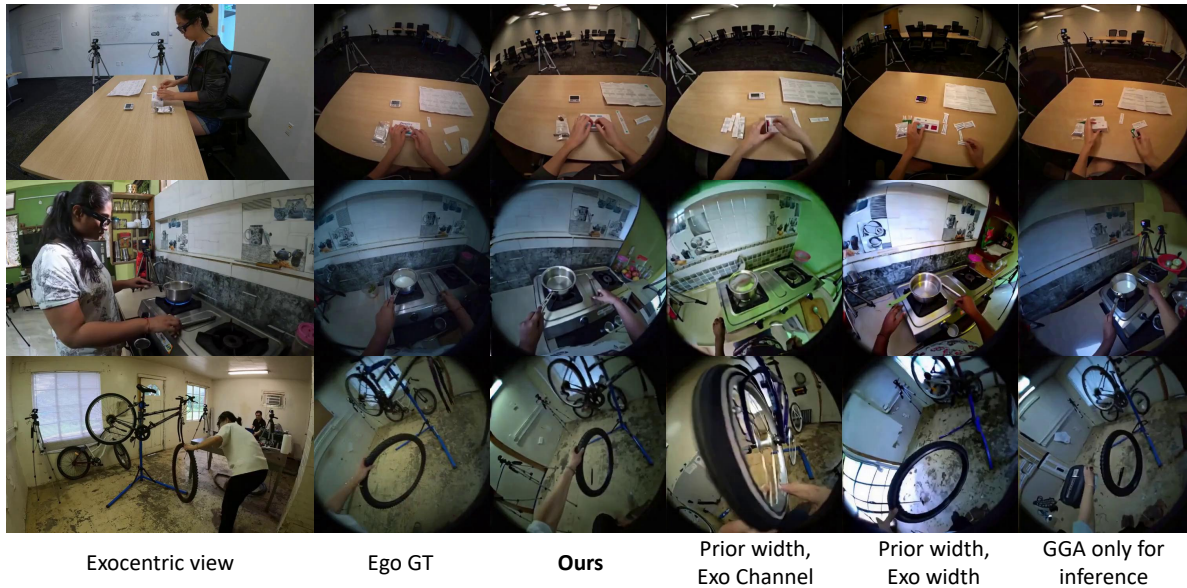 Exocentric view
Ego GT
Ours
Prior width,
Exo Channel
Prior width,
Exo width
GGA only for
inference